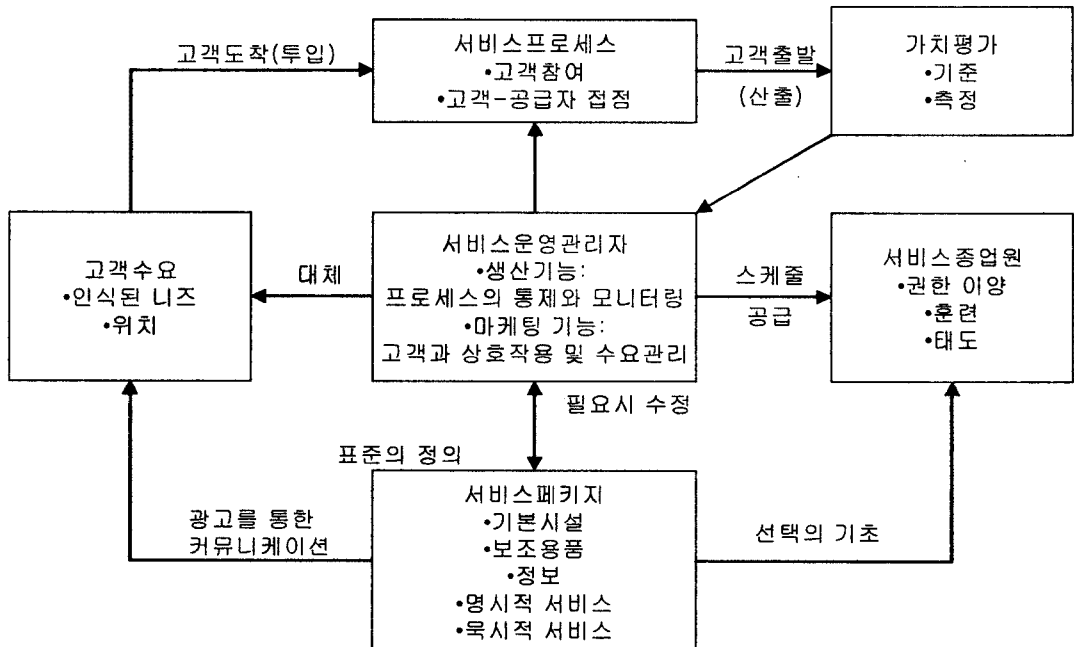 고객도착(투입)
서비스프로세스
•고객참여
•고객-공급자 접점
고객출발
(산출)
가치평가
•기준
•측정
고객수요
•인식된 니즈
•위치
대체
서비스운영관리자
•생산기능:
프로세스의 통제와 모니터링
•마케팅 기능:
고객과 상호작용 및 수요관리
스케줄
공급
서비스종업원
•권한 이양
•훈련
•태도
필요시 수정
표준의 정의
광고를 통한
커뮤니케이션
서비스패키지
•기본시설
•보조용품
•정보
•명시적 서비스
•묵시적 서비스
선택의 기초